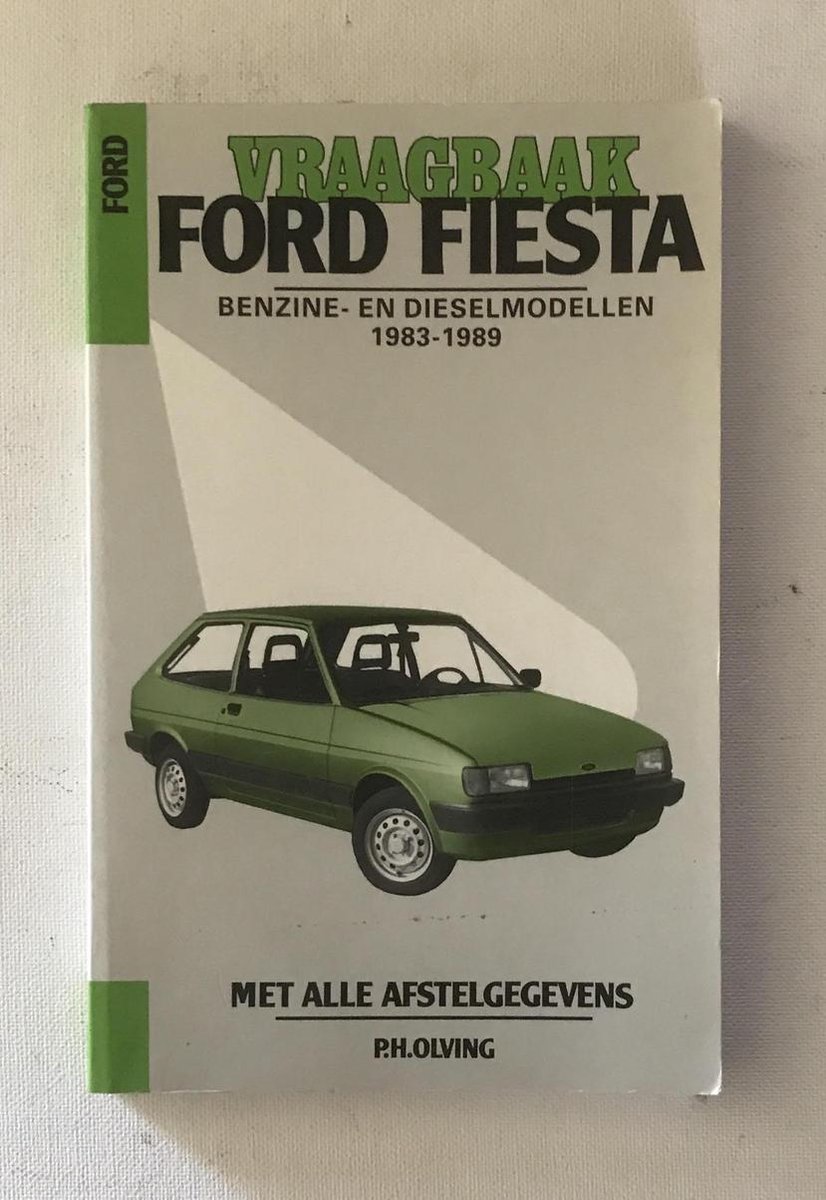 FORD
VRAAGBAAK
FORD FIESTA
BENZINE- EN DIESELMODELLEN
1983-1989
MET ALLE AFSTELGEGEVENS
P.H.OLVING